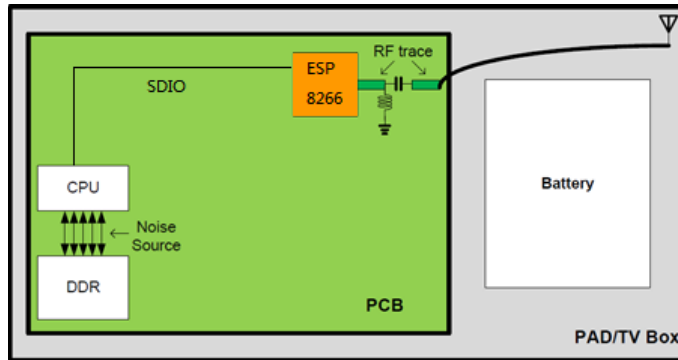 RF trace
ESP
8266
SDIO
CPU
Noise
Source
DDR
Battery
PCB
PAD/TV Box